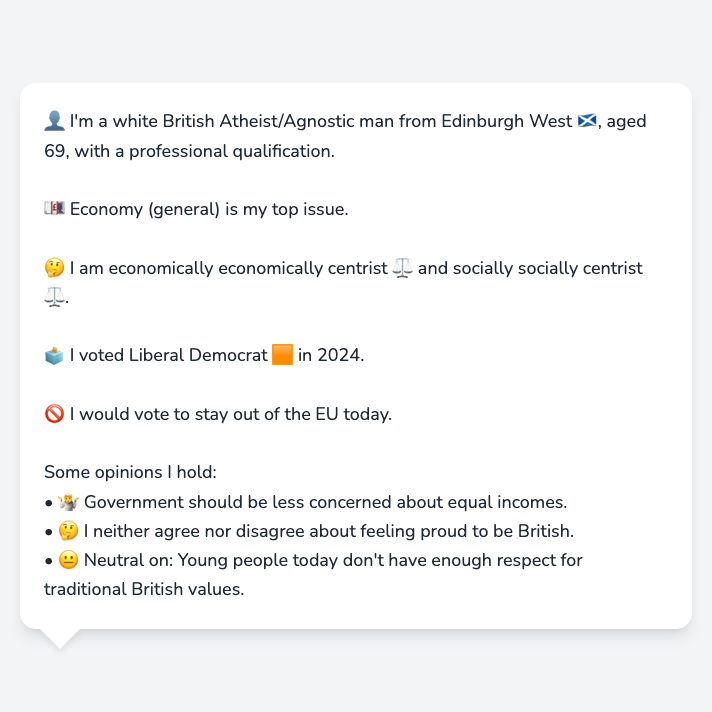 👤 I'm a white British Atheist/Agnostic man from Edinburgh West 🏴󠁧󠁢󠁳󠁣󠁴󠁿, aged
69, with a professional qualification.
💷 Economy (general) is my top issue.
🤔 I am economically economically centrist ⚖️ and socially socially centrist
⚖️.
🗳️ I voted Liberal Democrat 🟧 in 2024.
🚫 I would vote to stay out of the EU today.
Some opinions I hold:
• 🤷 Government should be less concerned about equal incomes.
• 🤔 I neither agree nor disagree about feeling proud to be British.
• 😐 Neutral on: Young people today don't have enough respect for
traditional British values.